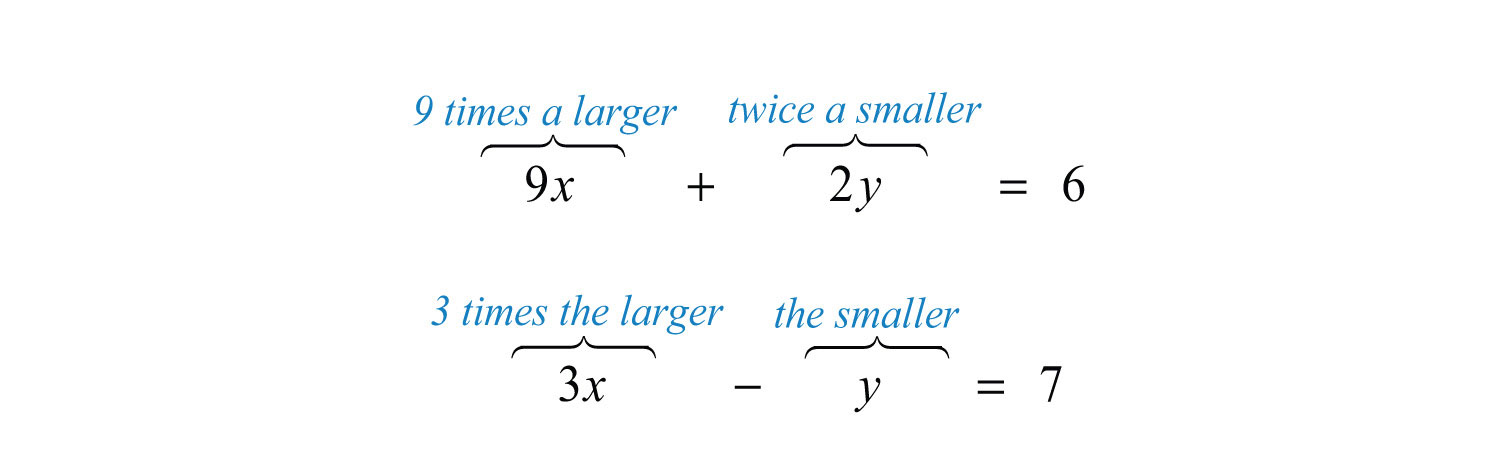 9 times a larger twice a smaller
9x + 2y = 6
3 times the larger the smaller
3x − y = 7